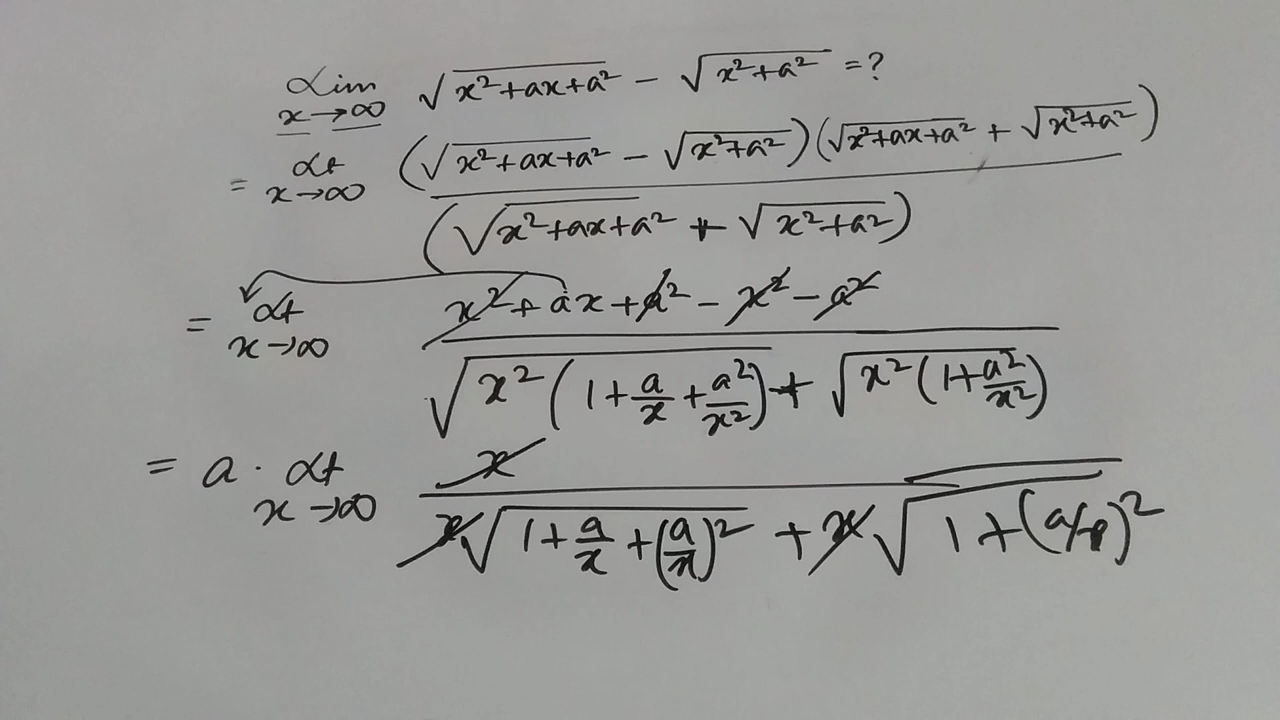 Lim x→∞ √(x²+ax+a²) − √(x²+a²) = ?
= Lt x→∞ (√(x²+ax+a²) − √(x²+a²))(√(x²+ax+a²) + √(x²+a²)) / (√(x²+ax+a²) + √(x²+a²))
= Lt x→∞ x²+ax+a²−x²−a² / √(x²(1+a/x+a²/x²)) + √(x²(1+a²/x²))
= a · Lt x→∞ x / x√(1+a/x+(a/x)²) + x√(1+(a/x)²)